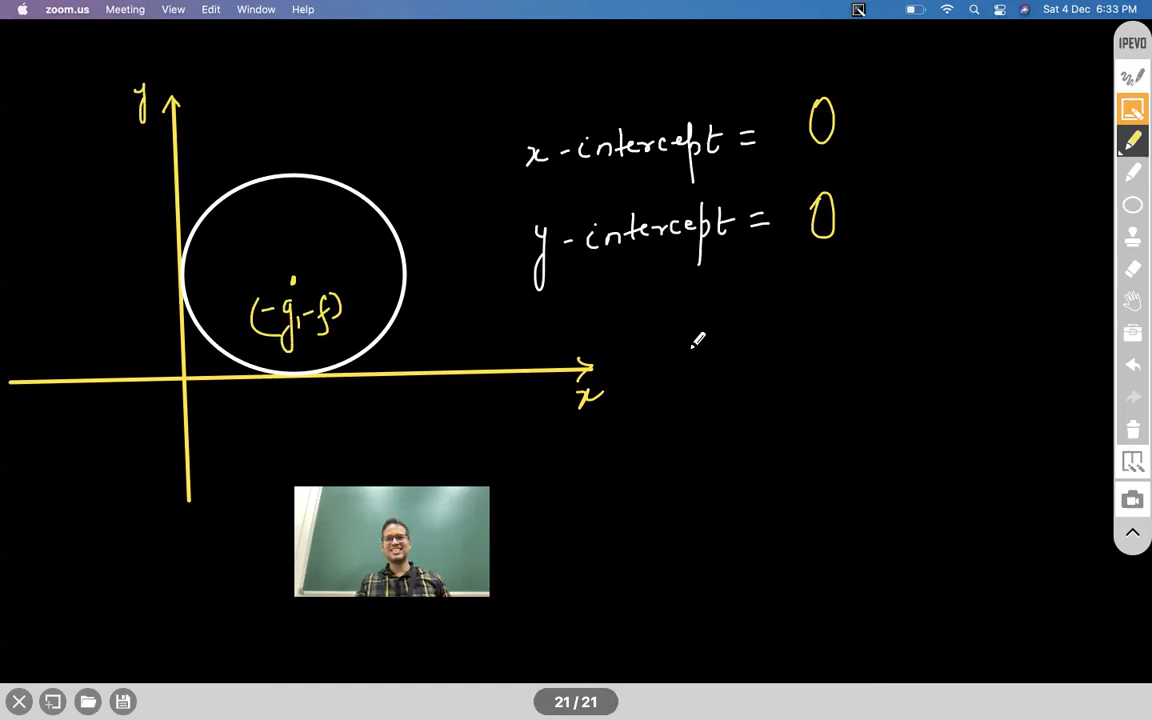 zoom.us Meeting View Edit Window Help Sat 4 Dec 6:33 PM
IPEVO
y
x-intercept = 0
y-intercept = 0
(-g, -f)
x
21 / 21